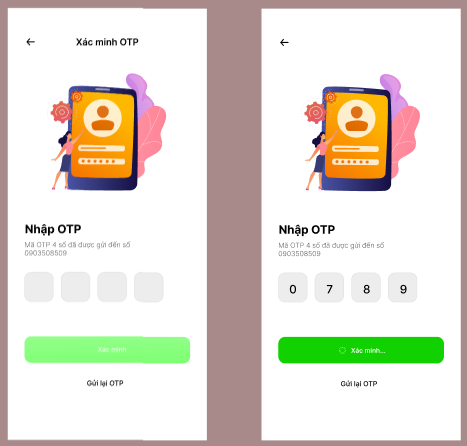 Xác minh OTP
Nhập OTP
Mã OTP 4 số đã được gửi đến số
0903508509
Xác minh
Gửi lại OTP
Nhập OTP
Mã OTP 4 số đã được gửi đến số
0903508509
0 7 8 9
Xác minh...
Gửi lại OTP